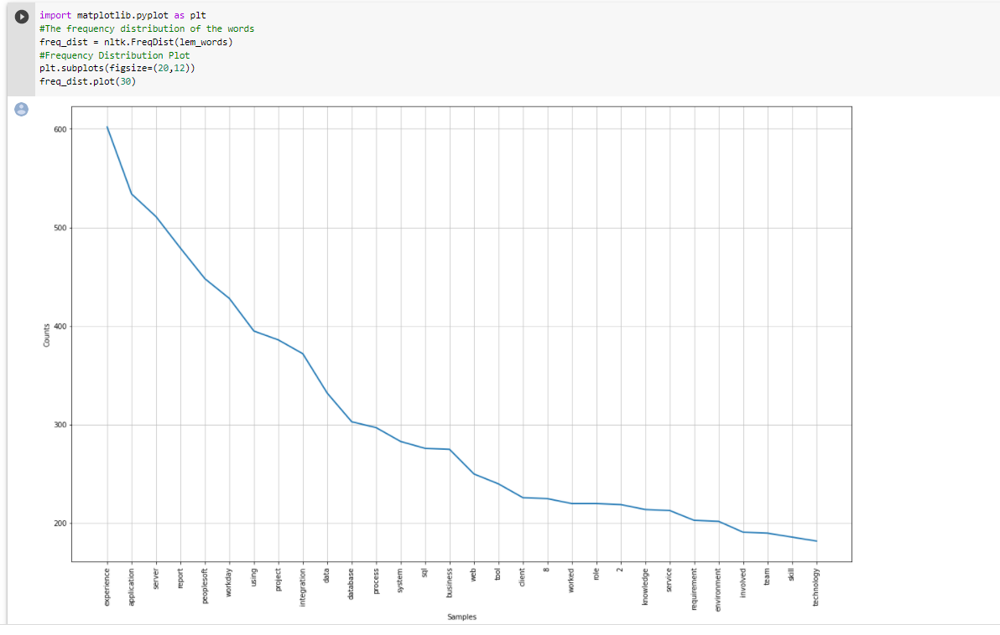 import matplotlib.pyplot as plt
#The frequency distribution of the words
freq_dist = nltk.FreqDist(lem_words)
#Frequency Distribution Plot
plt.subplots(figsize=(20,12))
freq_dist.plot(30)
600
500
400
300
200
Counts
experience
application
server
report
peoplesoft
workday
using
project
integration
data
database
process
system
sql
business
web
tool
client
8
worked
role
2
knowledge
service
requirement
environment
involved
team
skill
technology
Samples